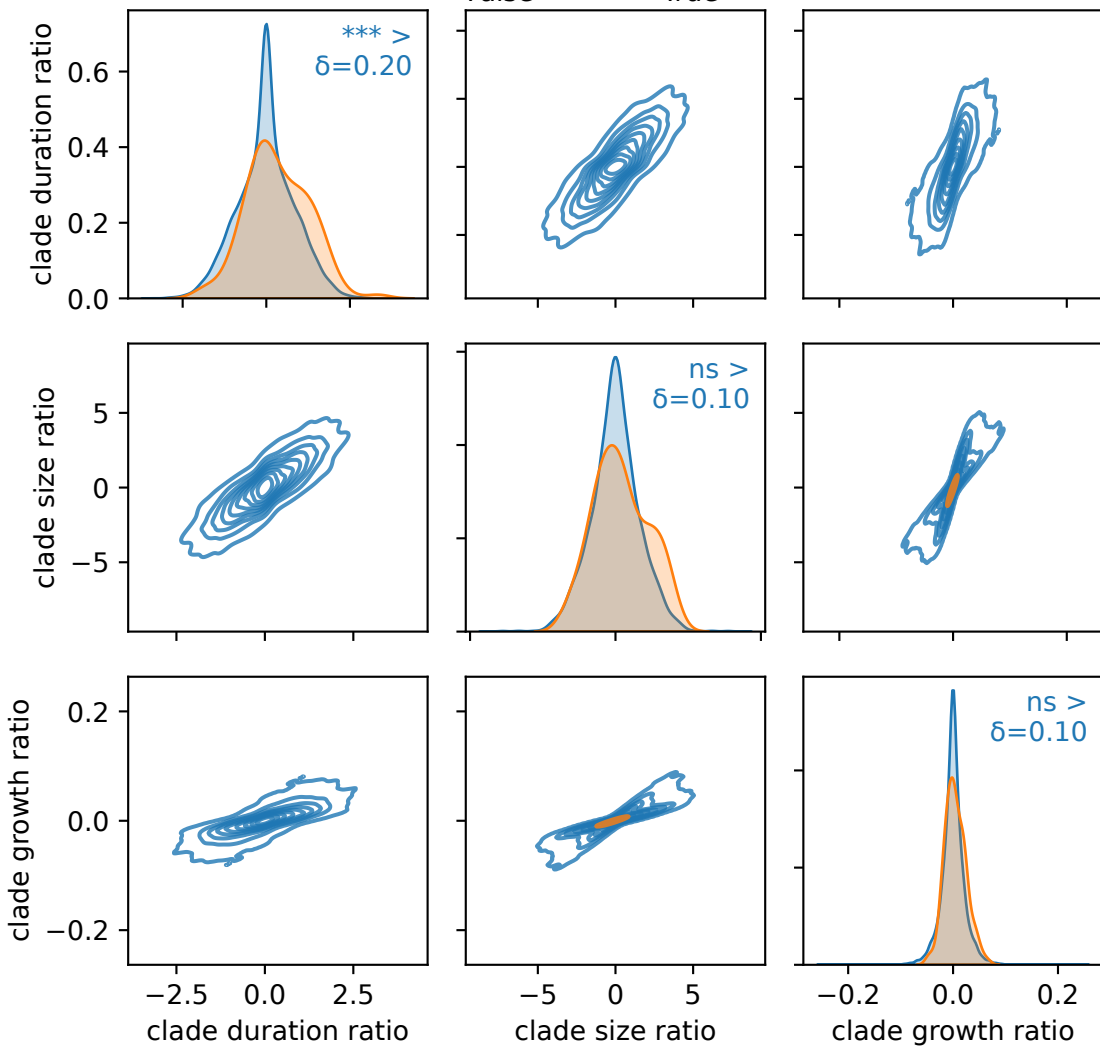 clade duration ratio
0.6
0.4
0.2
0.0
*** >
δ=0.20
clade size ratio
5
0
−5
ns >
δ=0.10
clade growth ratio
0.2
0.0
−0.2
ns >
δ=0.10
−2.5 0.0 2.5
clade duration ratio
−5 0 5
clade size ratio
−0.2 0.0 0.2
clade growth ratio